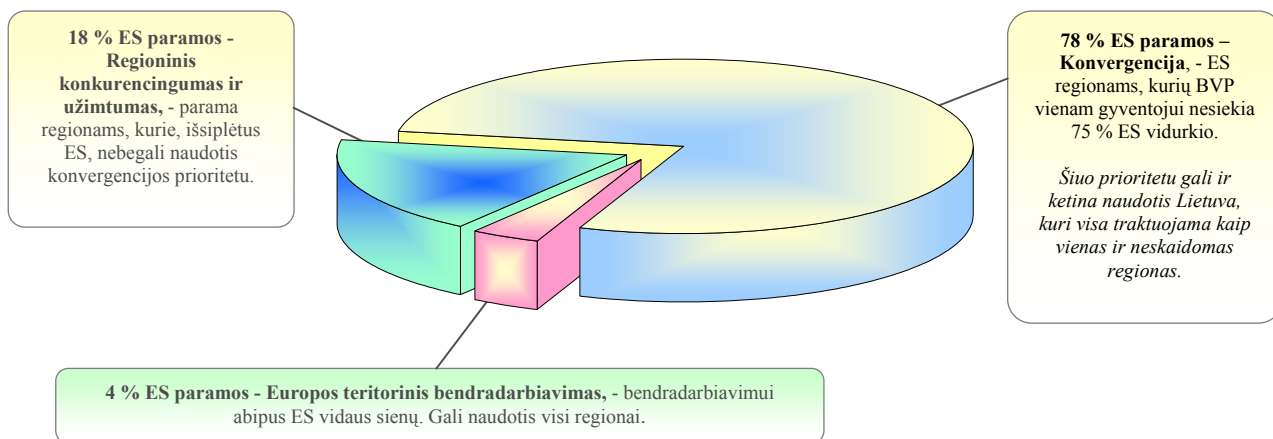 18 % ES paramos -
Regioninis
konkurencingumas ir
užimtumas, - parama
regionams, kurie, išsiplėtus
ES, nebegali naudotis
konvergencijos prioritetu.
78 % ES paramos –
Konvergencija, - ES
regionams, kurių BVP
vienam gyventojui nesiekia
75 % ES vidurkio.
Šiuo prioritetu gali ir
ketina naudotis Lietuva,
kuri visa traktuojama kaip
vienas ir neskaidomas
regionas.
4 % ES paramos - Europos teritorinis bendradarbiavimas, - bendradarbiavimui
abipus ES vidaus sienų. Gali naudotis visi regionai.